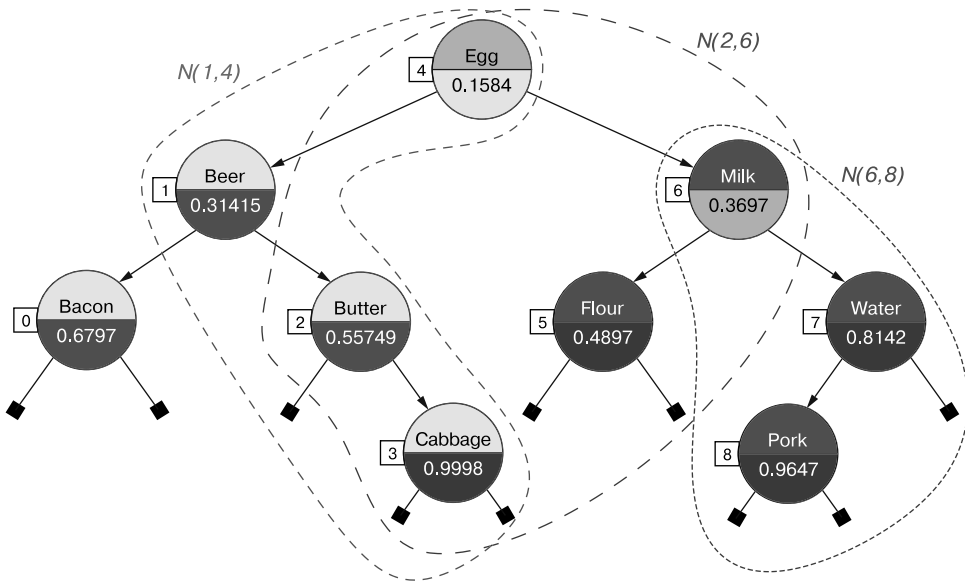 N(1,4)
N(2,6)
4
Egg
0.1584
1
Beer
0.31415
6
Milk
0.3697
N(6,8)
0
Bacon
0.6797
2
Butter
0.55749
5
Flour
0.4897
7
Water
0.8142
3
Cabbage
0.9998
8
Pork
0.9647